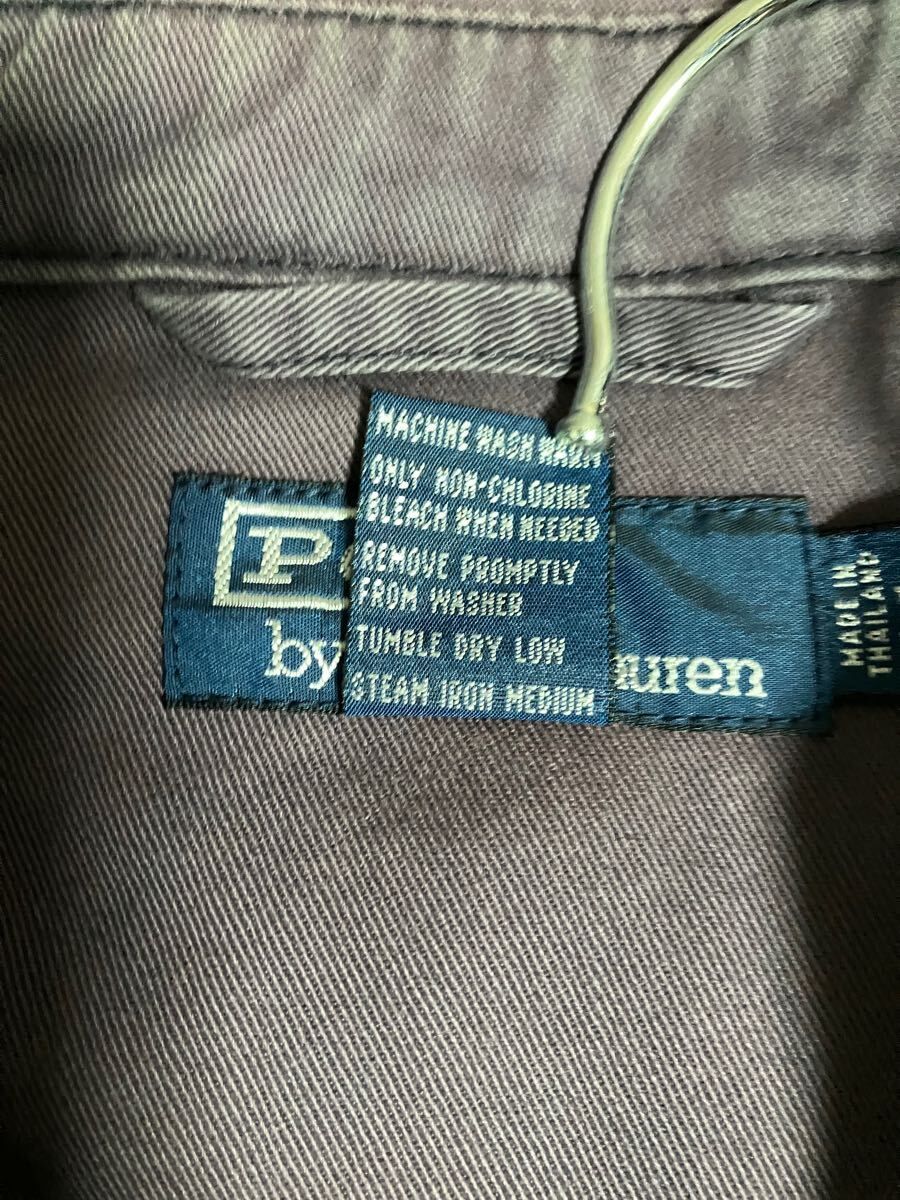 MACHINE WASH WARM
ONLY NON-CHLORINE
BLEACH WHEN NEEDED
REMOVE PROMPTLY
FROM WASHER
TUMBLE DRY LOW
STEAM IRON MEDIUM
P
by uren
MADE IN
THAILAND